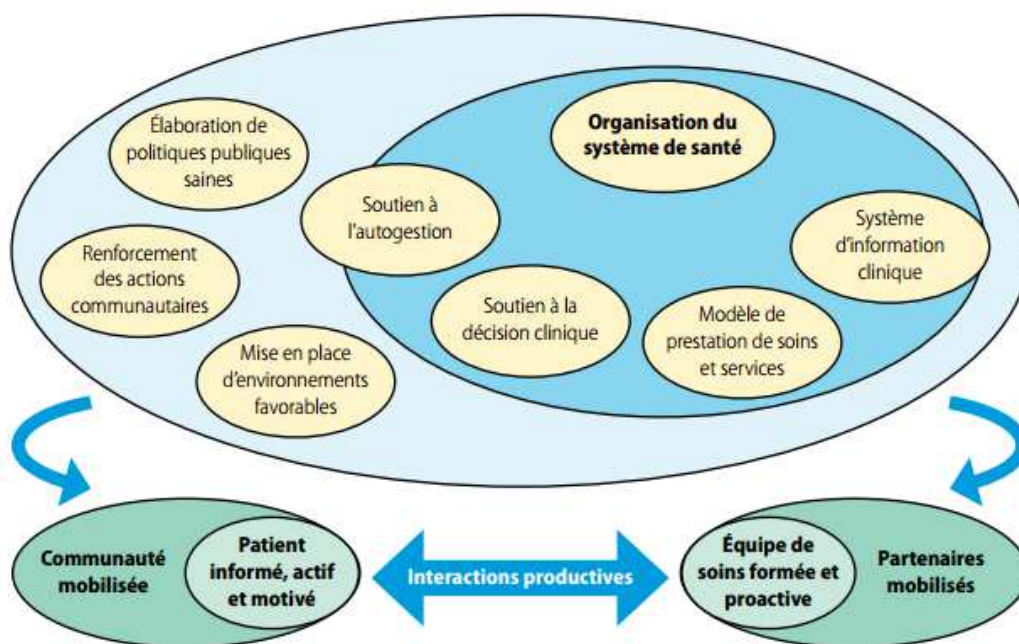 Élaboration de
politiques publiques
saines
Organisation du
système de santé
Soutien à
l'autogestion
Système
d'information
clinique
Renforcement
des actions
communautaires
Soutien à la
décision clinique
Modèle de
prestation de soins
et services
Mise en place
d'environnements
favorables
Communauté
mobilisée
Patient
informé, actif
et motivé
Interactions productives
Équipe de
soins formée et
proactive
Partenaires
mobilisés